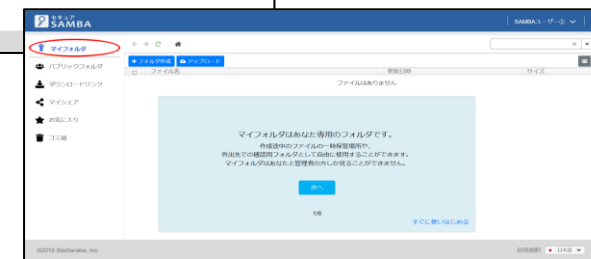 セキュア
SAMBA
SAMBAユーザー①
マイフォルダ
パブリックフォルダ
ダウンロードリンク
マイシェア
お気に入り
ゴミ箱
フォルダ作成 アップロード
ファイル名 更新日時 サイズ
ファイルはありません
マイフォルダはあなた専用のフォルダです。
作成途中のファイルの一時保管場所や、
外出先での確認用フォルダとして自由に使用することができます。
マイフォルダはあなたと管理者の方しか見ることができません。
次へ
1/6
すぐに使いはじめる
©2019 Startiaraise, Inc.
利用規約 日本語